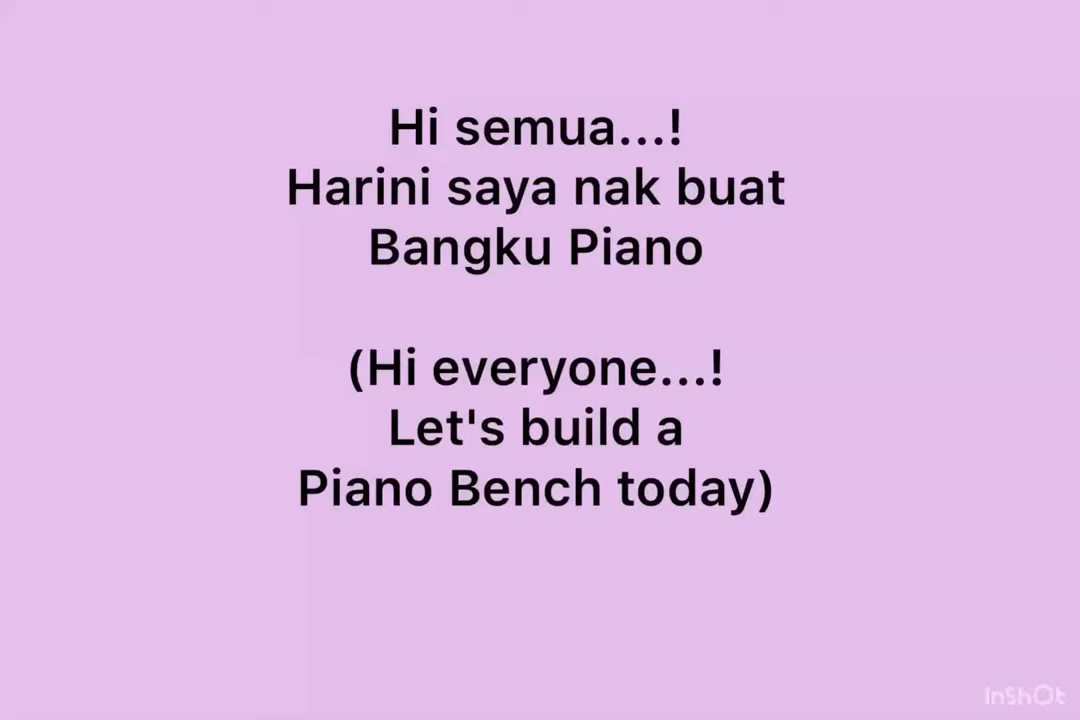 Hi semua...!
Harini saya nak buat
Bangku Piano
(Hi everyone...!
Let's build a
Piano Bench today)
InShOt